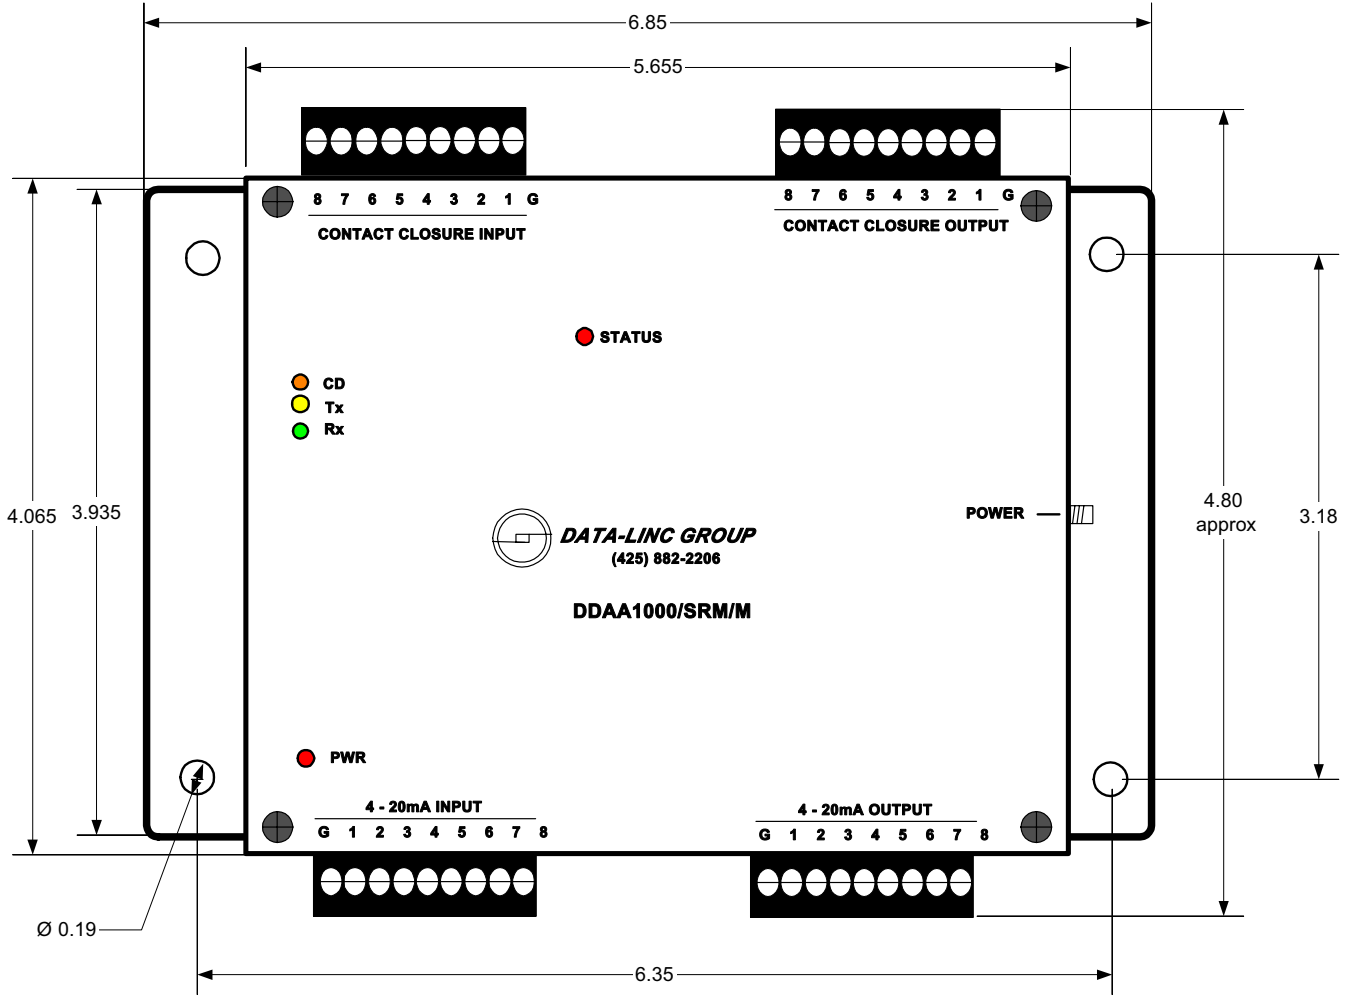 6.85
5.655
8 7 6 5 4 3 2 1 G
CONTACT CLOSURE INPUT
8 7 6 5 4 3 2 1 G
CONTACT CLOSURE OUTPUT
STATUS
CD
Tx
Rx
4.065
3.935
POWER
4.80
approx
3.18
DATA-LINC GROUP
(425) 882-2206
DDAA1000/SRM/M
PWR
4 - 20mA INPUT
G 1 2 3 4 5 6 7 8
4 - 20mA OUTPUT
G 1 2 3 4 5 6 7 8
Ø 0.19
6.35